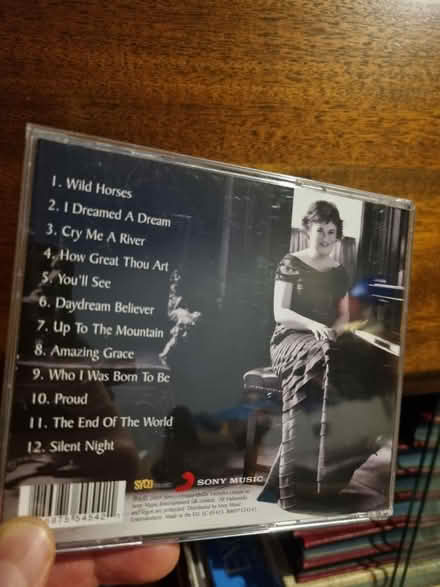 1. Wild Horses
2. I Dreamed A Dream
3. Cry Me A River
4. How Great Thou Art
5. You'll See
6. Daydream Believer
7. Up To The Mountain
8. Amazing Grace
9. Who I Was Born To Be
10. Proud
11. The End Of The World
12. Silent Night
syco music
SONY MUSIC